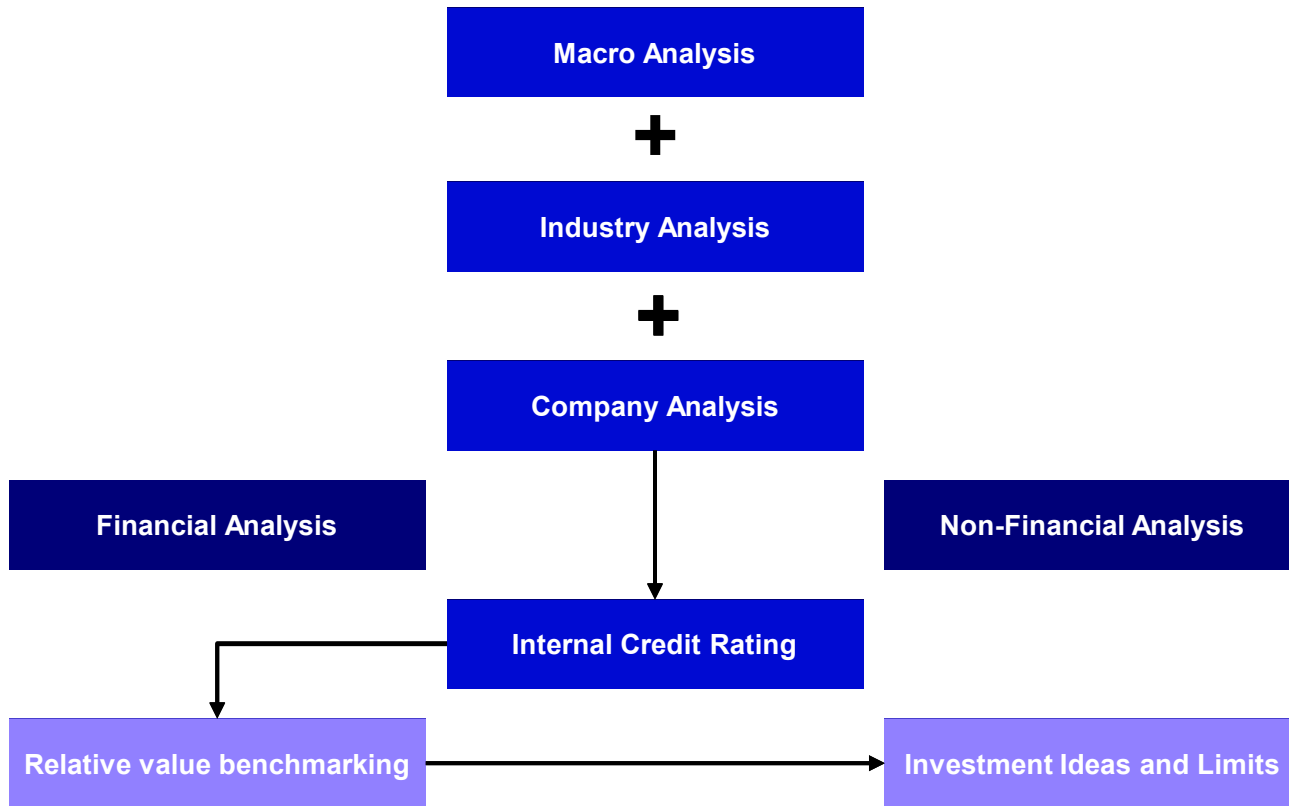 Macro Analysis
+
Industry Analysis
+
Company Analysis
Financial Analysis
Non-Financial Analysis
Internal Credit Rating
Relative value benchmarking
Investment Ideas and Limits